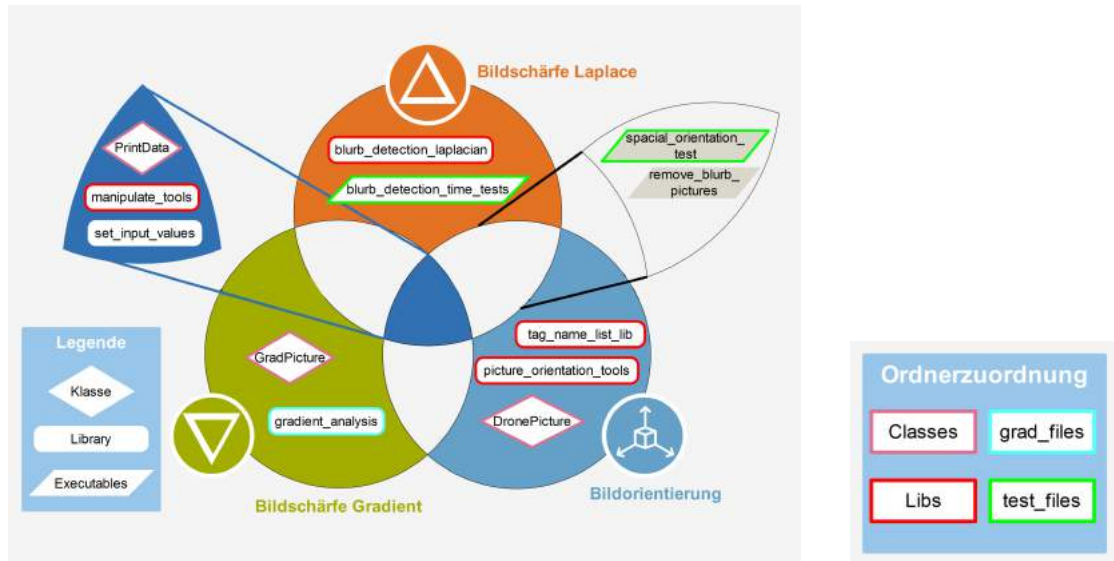 Bildschärfe Laplace
PrintData
manipulate_tools
set_input_values
blurb_detection_laplacian
blurb_detection_time_tests
spacial_orientation_
test
remove_blurb_
pictures
tag_name_list_lib
picture_orientation_tools
DronePicture
GradPicture
gradient_analysis
Bildschärfe Gradient
Bildorientierung
Legende
Klasse
Library
Executables
Ordnerzuordnung
Classes
grad_files
Libs
test_files